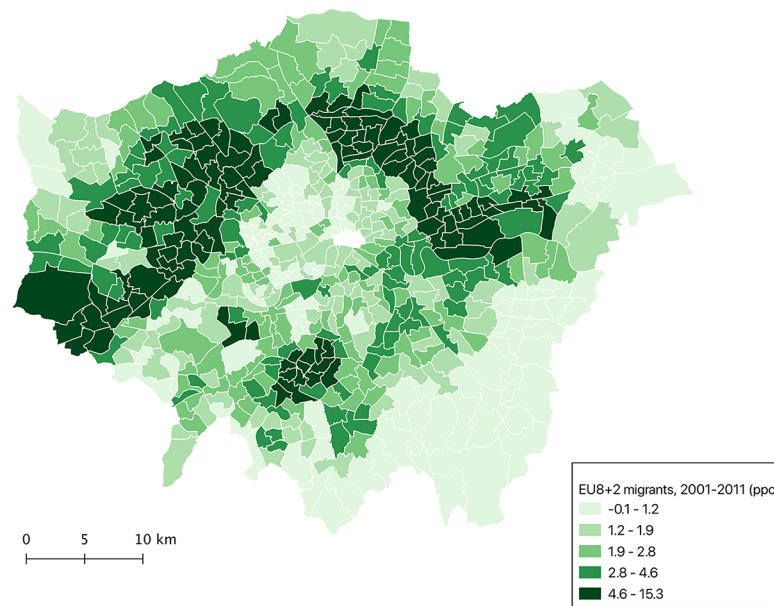 0 5 10 km
EU8+2 migrants, 2001-2011 (ppc
-0.1 - 1.2
1.2 - 1.9
1.9 - 2.8
2.8 - 4.6
4.6 - 15.3